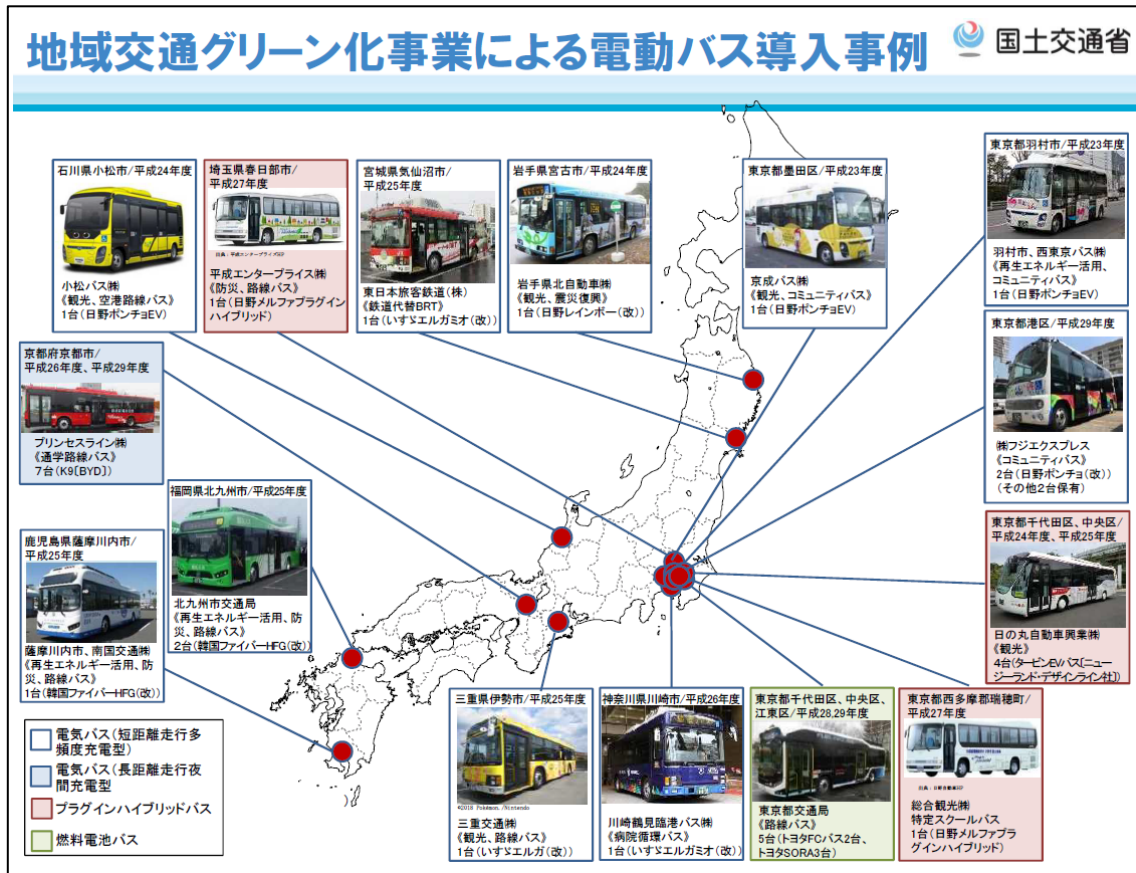 地域交通グリーン化事業による電動バス導入事例
国土交通省
石川県小松市/平成24年度
小松バス㈱
《観光、空港路線バス》
1台(日野ポンチョEV)
埼玉県春日部市/
平成27年度
出典：平成エンタープライズHP
平成エンタープライス㈱
《防災、路線バス》
1台(日野メルファプラグイン
ハイブリッド)
宮城県気仙沼市/
平成25年度
東日本旅客鉄道(株)
《鉄道代替BRT》
1台(いすゞエルガミオ(改))
岩手県宮古市/平成24年度
岩手県北自動車㈱
《観光、震災復興》
1台(日野レインボー(改))
東京都墨田区/平成23年度
京成バス㈱
《観光、コミュニティバス》
1台(日野ポンチョEV)
東京都羽村市/平成23年度
羽村市、西東京バス㈱
《再生エネルギー活用、
コミュニティバス》
1台(日野ポンチョEV)
東京都港区/平成29年度
㈱フジエクスプレス
《コミュニティバス》
2台(日野ポンチョ(改))
(その他2台保有)
東京都千代田区、中央区/
平成24年度、平成25年度
日の丸自動車興業㈱
《観光》
4台(タービンEVバス[ニュー
ジーランド・デザインライン社])
京都府京都市/
平成26年度、平成29年度
プリンセスライン㈱
《通学路線バス》
7台(K9[BYD])
福岡県北九州市/平成25年度
北九州市交通局
《再生エネルギー活用、防
災、路線バス》
2台(韓国ファイバーHFG(改))
鹿児島県薩摩川内市/
平成25年度
薩摩川内市、南国交通㈱
《再生エネルギー活用、防
災、路線バス》
1台(韓国ファイバーHFG(改))
三重県伊勢市/平成25年度
©2018 Pokémon./Nintendo
三重交通㈱
《観光、路線バス》
1台(いすゞエルガ(改))
神奈川県川崎市/平成26年度
川崎鶴見臨港バス㈱
《病院循環バス》
1台(いすゞエルガミオ(改))
東京都千代田区、中央区、
江東区/平成28,29年度
東京都交通局
《路線バス》
5台(トヨタFCバス2台、
トヨタSORA3台)
東京都西多摩郡瑞穂町/
平成27年度
出典：日野自動車HP
総合観光㈱
特定スクールバス
1台(日野メルファプラ
グインハイブリッド)
電気バス(短距離走行多
頻度充電型)
電気バス(長距離走行夜
間充電型)
プラグインハイブリッドバス
燃料電池バス